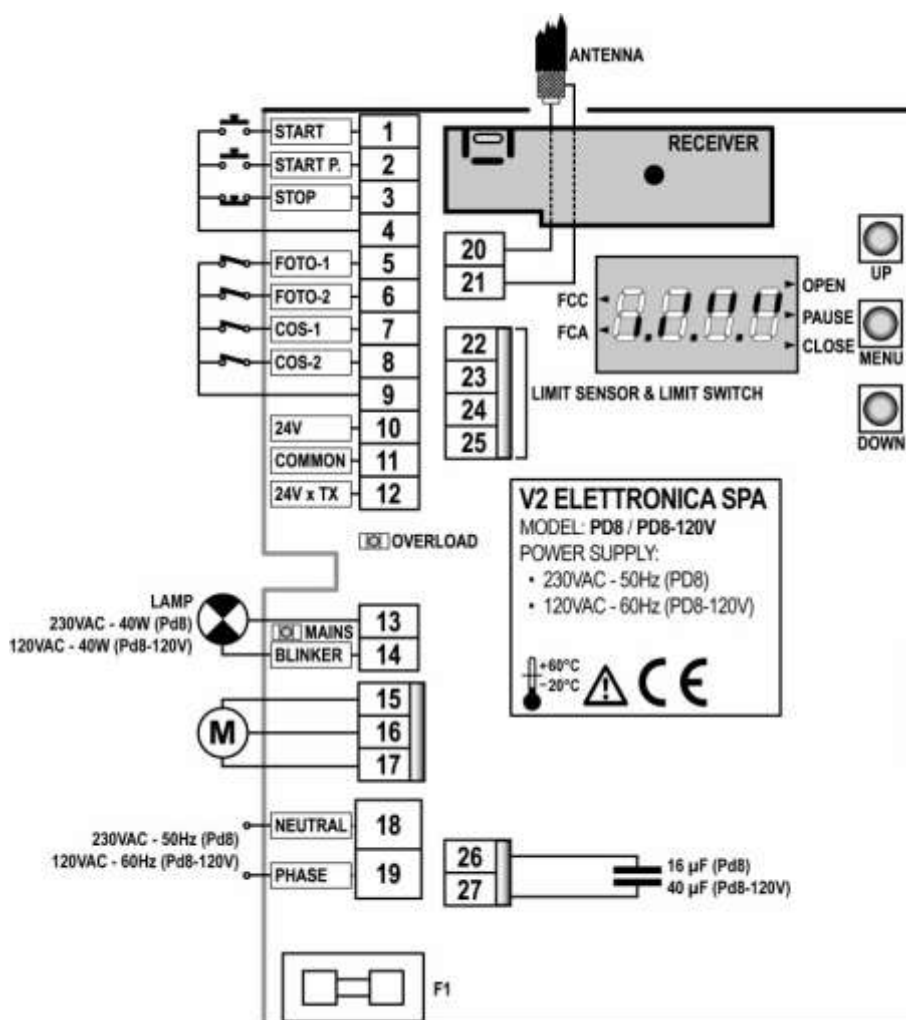 ANTENNA
START 1
START P. 2
STOP 3
4
FOTO-1 5
FOTO-2 6
COS-1 7
COS-2 8
9
24V 10
COMMON 11
24V x TX 12
RECEIVER
20
21
FCC
FCA
OPEN
PAUSE
CLOSE
UP
MENU
DOWN
22
23
24
25
LIMIT SENSOR & LIMIT SWITCH
OVERLOAD
V2 ELETTRONICA SPA
MODEL: PD8 / PD8-120V
POWER SUPPLY:
• 230VAC - 50Hz (PD8)
• 120VAC - 60Hz (PD8-120V)
+60°C
-20°C
CE
LAMP
230VAC - 40W (Pd8)
120VAC - 40W (Pd8-120V)
13
MAINS
BLINKER 14
15
M 16
17
230VAC - 50Hz (Pd8)
120VAC - 60Hz (Pd8-120V)
NEUTRAL 18
PHASE 19
26
27
16 µF (Pd8)
40 µF (Pd8-120V)
F1